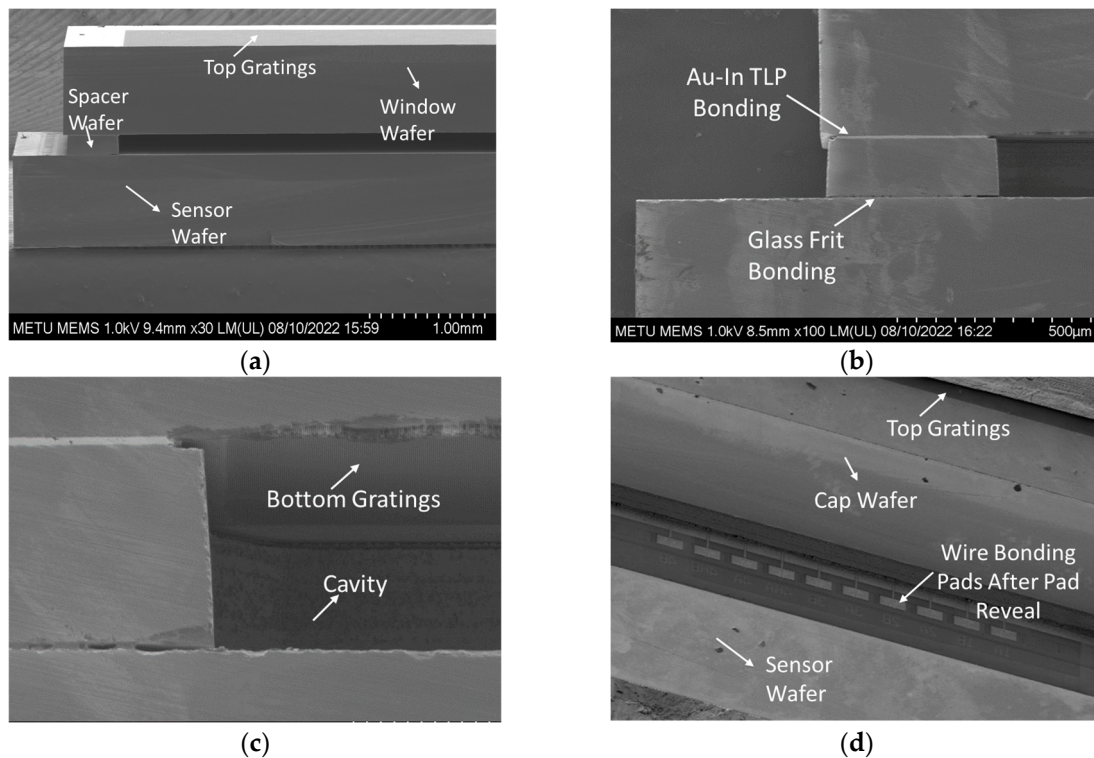 Top Gratings
Spacer
Wafer
Window
Wafer
Sensor
Wafer
METU MEMS 1.0kV 9.4mm x30 LM(UL) 08/10/2022 15:59
1.00mm
(a)
Au-In TLP
Bonding
Glass Frit
Bonding
METU MEMS 1.0kV 8.5mm x100 LM(UL) 08/10/2022 16:22
500µm
(b)
Bottom Gratings
Cavity
(c)
Top Gratings
Cap Wafer
Wire Bonding
Pads After Pad
Reveal
Sensor
Wafer
(d)